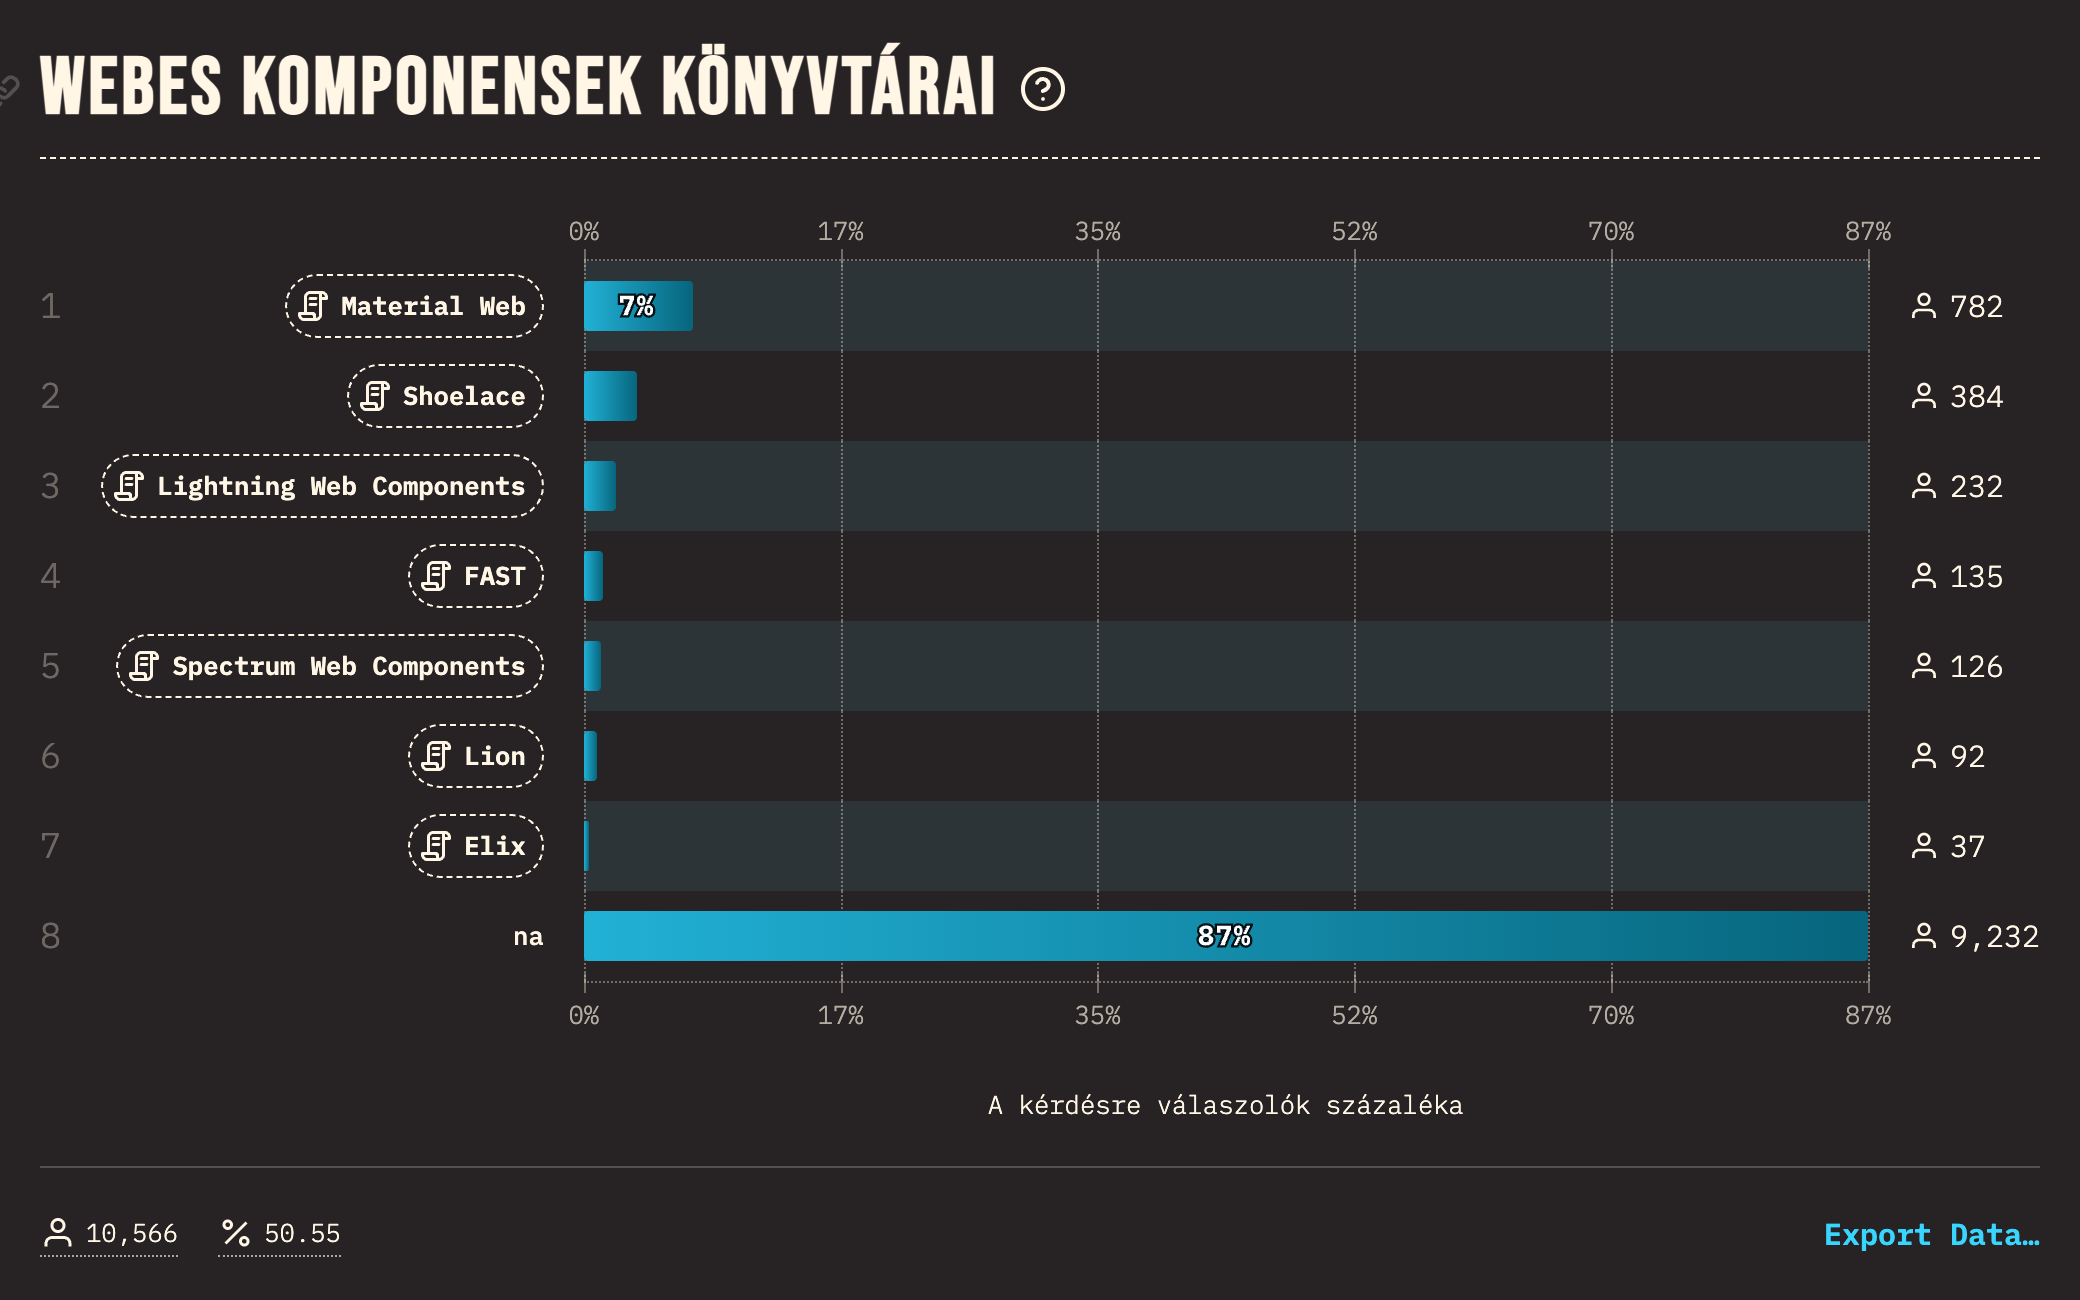 WEBES KOMPONENSEK KÖNYVTÁRAI ?
0% 17% 35% 52% 70% 87%
1 Material Web 7% 782
2 Shoelace 384
3 Lightning Web Components 232
4 FAST 135
5 Spectrum Web Components 126
6 Lion 92
7 Elix 37
8 na 87% 9,232
0% 17% 35% 52% 70% 87%
A kérdésre válaszolók százaléka
10,566 % 50.55 Export Data…